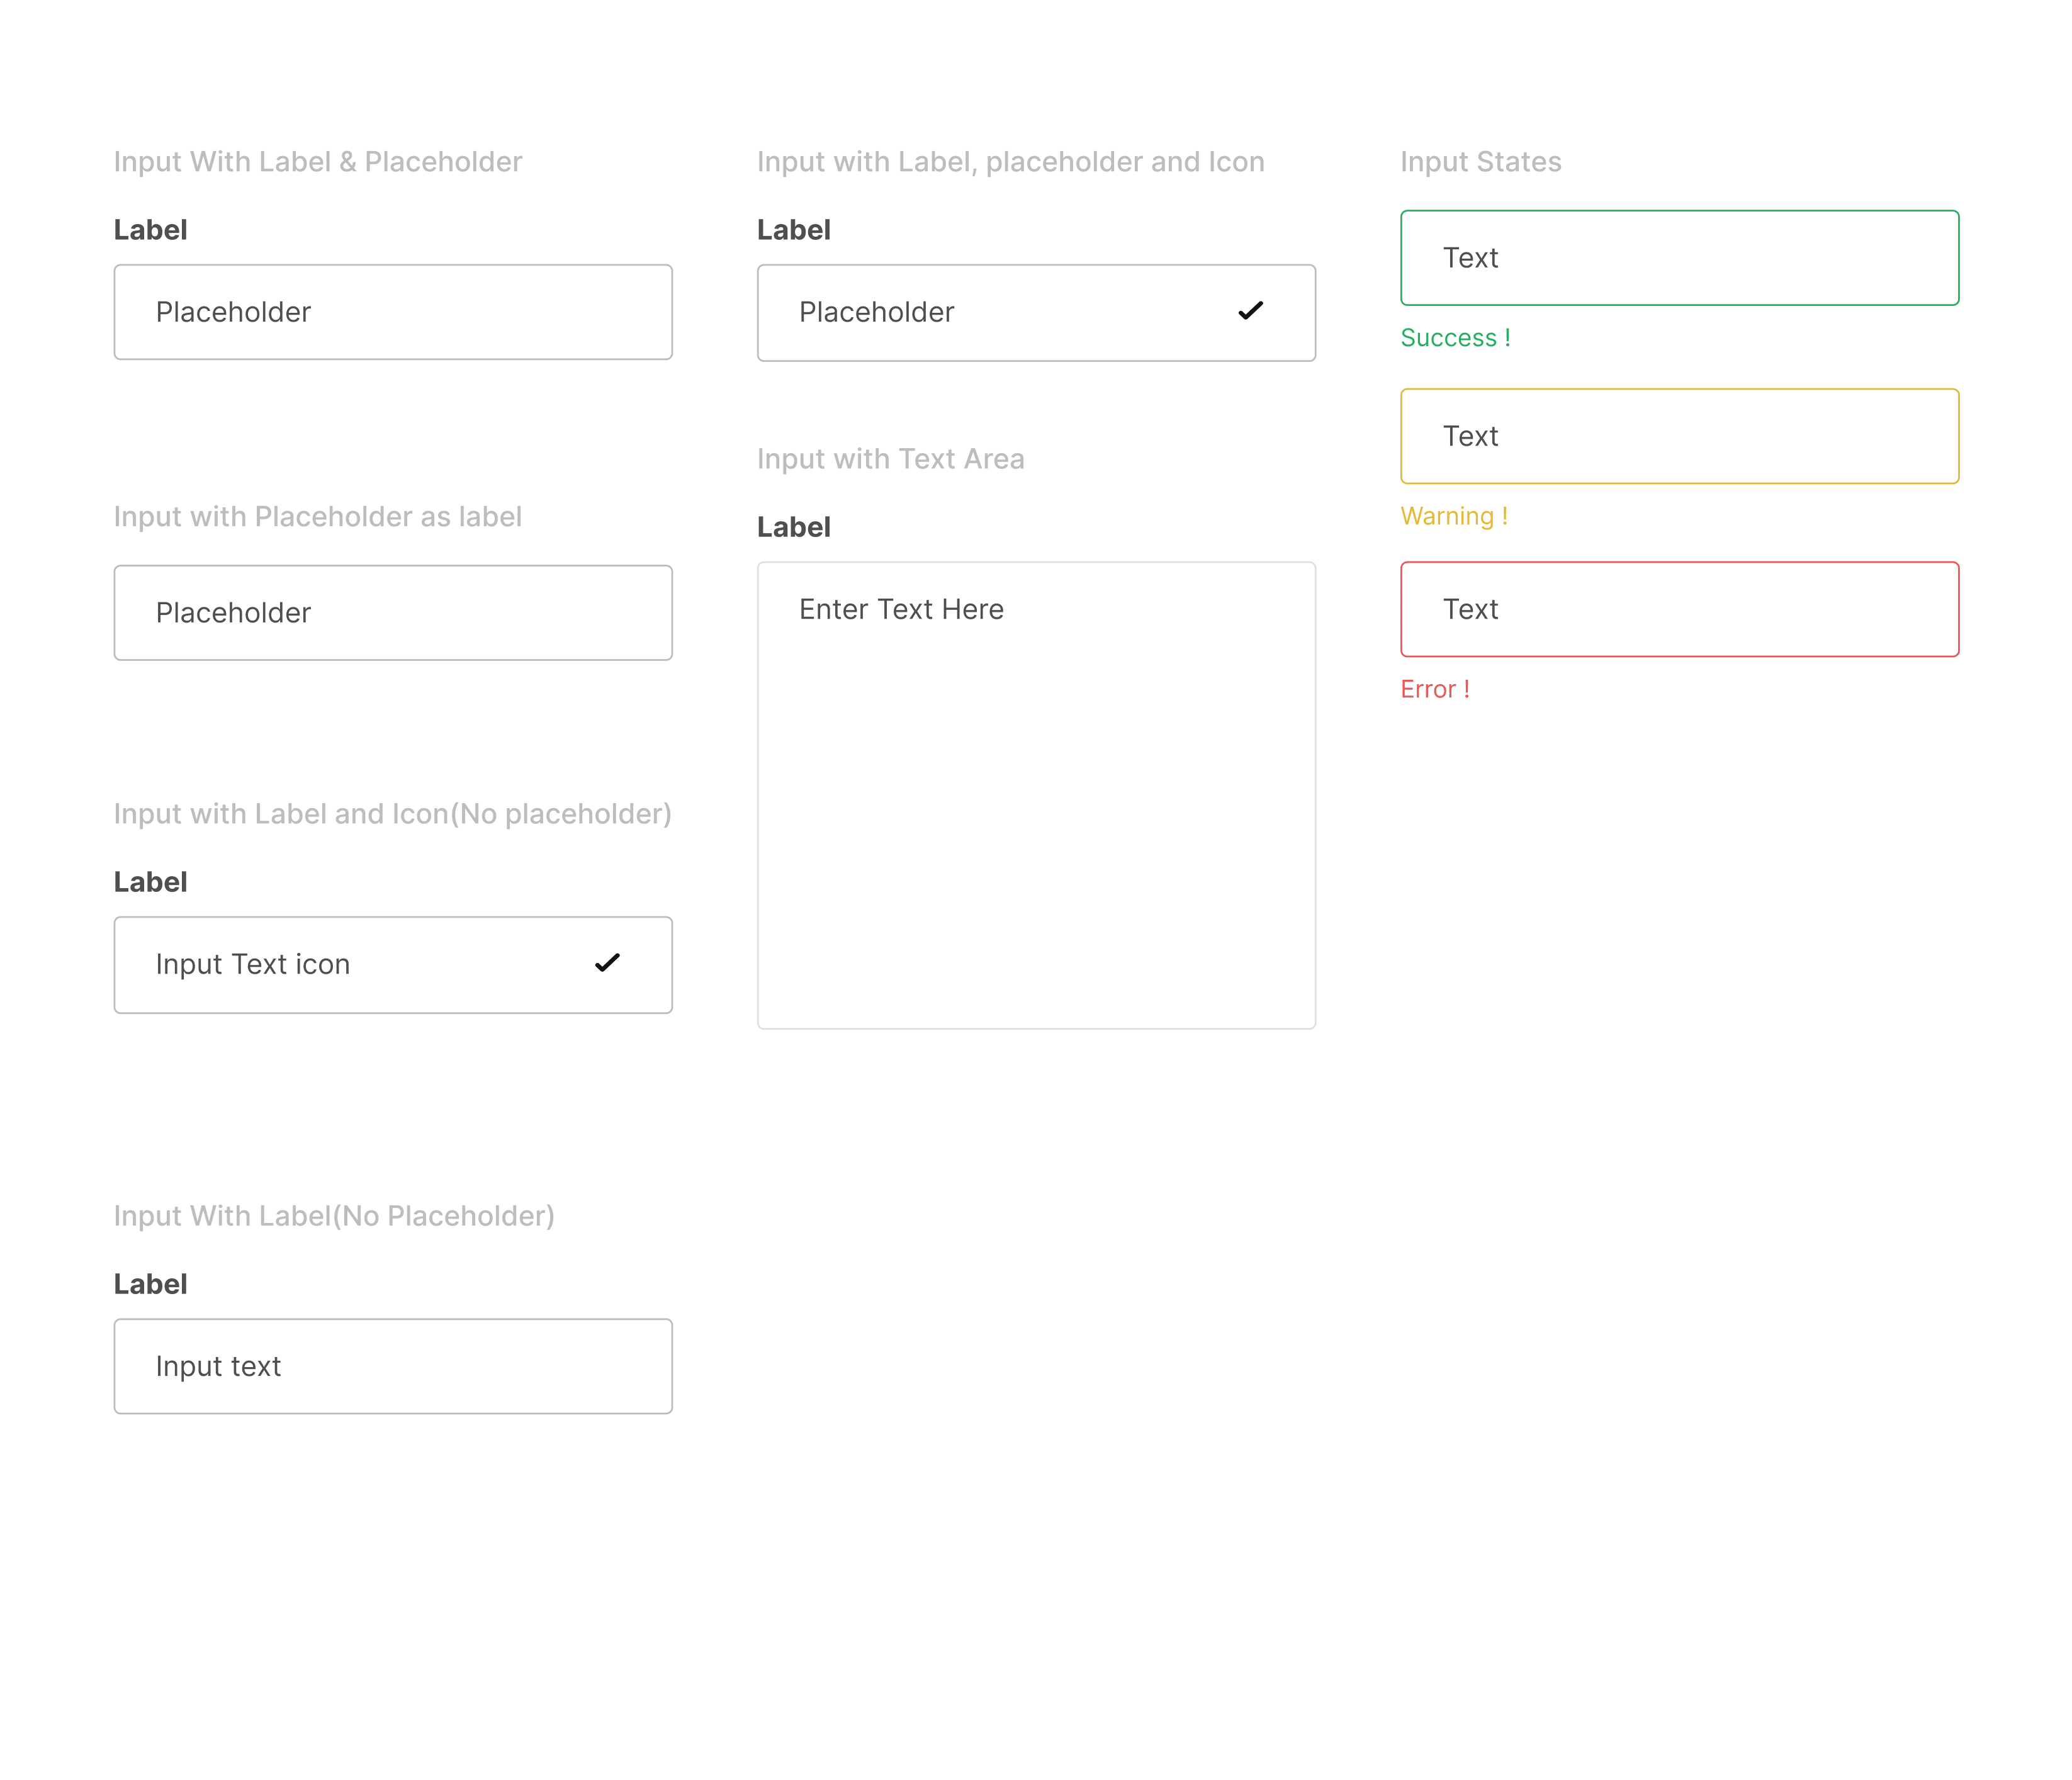 Input With Label & Placeholder
Label
Placeholder
Input with Placeholder as label
Placeholder
Input with Label and Icon(No placeholder)
Label
Input Text icon
Input With Label(No Placeholder)
Label
Input text
Input with Label, placeholder and Icon
Label
Placeholder
Input with Text Area
Label
Enter Text Here
Input States
Text
Success !
Text
Warning !
Text
Error !